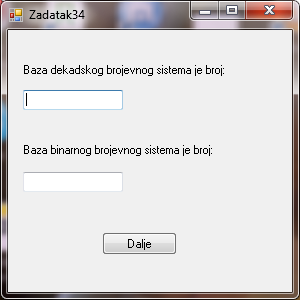 Zadatak34
Baza dekadskog brojevnog sistema je broj:
Baza binarnog brojevnog sistema je broj:
Dalje